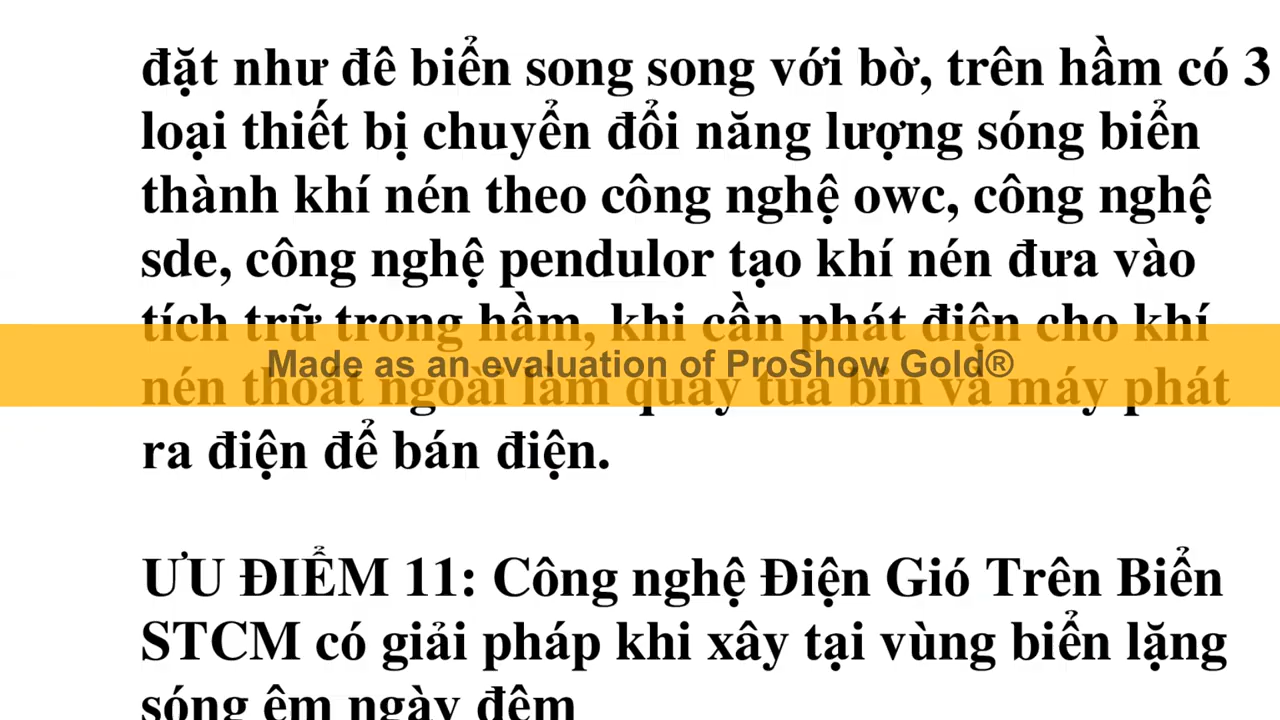 đặt như đê biển song song với bờ, trên hầm có 3
loại thiết bị chuyển đổi năng lượng sóng biển
thành khí nén theo công nghệ owc, công nghệ
sde, công nghệ pendulor tạo khí nén đưa vào
tích trữ trong hầm, khi cần phát điện cho khí
Made as an evaluation of ProShow Gold®
nén thoát ngoài làm quay tua bin và máy phát
ra điện để bán điện.
ƯU ĐIỂM 11: Công nghệ Điện Gió Trên Biển
STCM có giải pháp khi xây tại vùng biển lặng
sóng êm ngày đêm